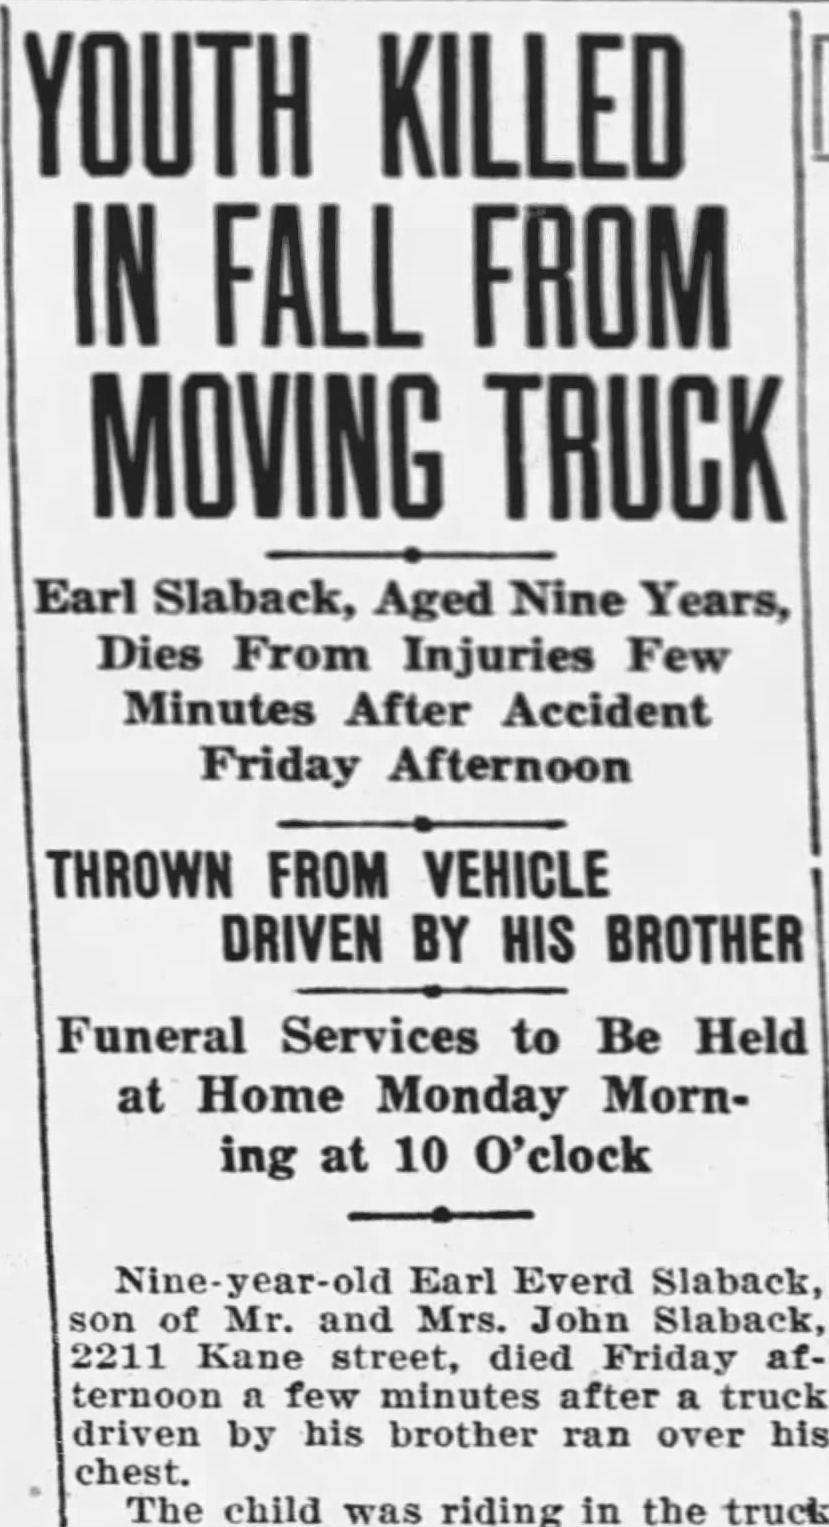 YOUTH KILLED
IN FALL FROM
MOVING TRUCK
Earl Slaback, Aged Nine Years,
Dies From Injuries Few
Minutes After Accident
Friday Afternoon
THROWN FROM VEHICLE
DRIVEN BY HIS BROTHER
Funeral Services to Be Held
at Home Monday Morn-
ing at 10 O'clock
Nine-year-old Earl Everd Slaback,
son of Mr. and Mrs. John Slaback,
2211 Kane street, died Friday af-
ternoon a few minutes after a truck
driven by his brother ran over his
chest.
The child was riding in the truck